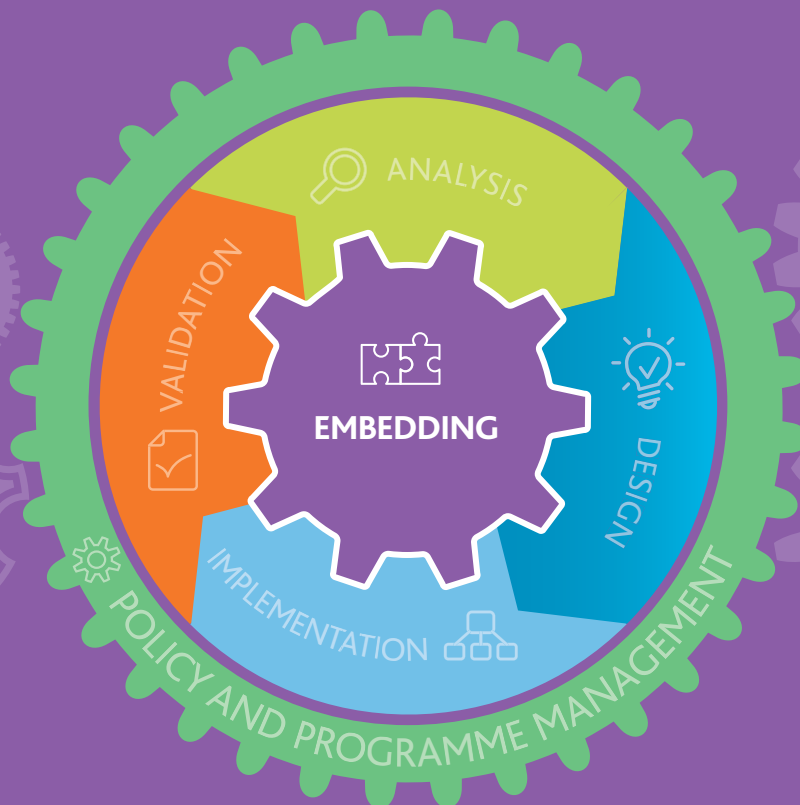 ANALYSIS
VALIDATION
EMBEDDING
DESIGN
IMPLEMENTATION
POLICY AND PROGRAMME MANAGEMENT